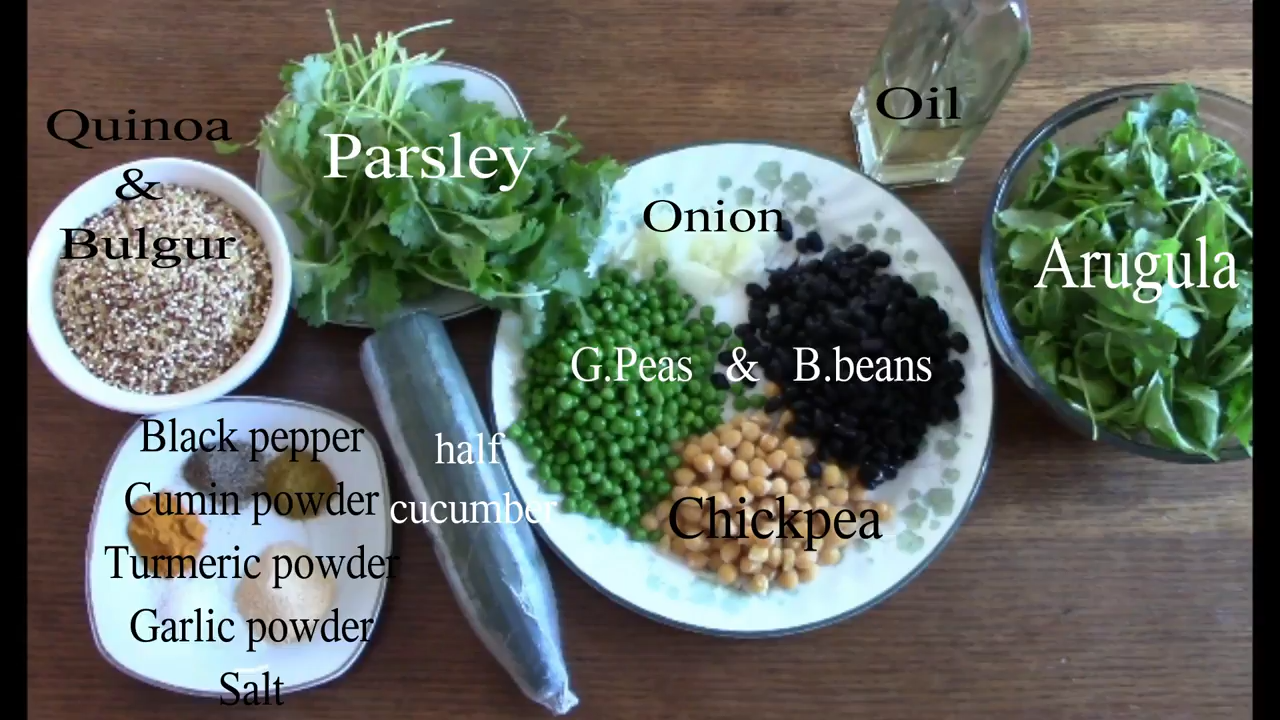 Quinoa
&
Bulgur
Parsley
Oil
Onion
Arugula
G.Peas & B.beans
Black pepper
Cumin powder
Turmeric powder
Garlic powder
Salt
half
cucumber
Chickpea